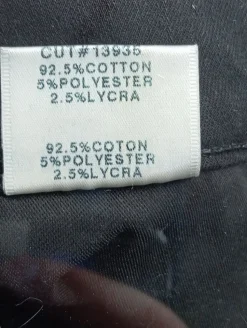 CUT#13935
92.5%COTTON
5%POLYESTER
2.5%LYCRA
92.5%COTON
5%POLYESTER
2.5%LYCRA